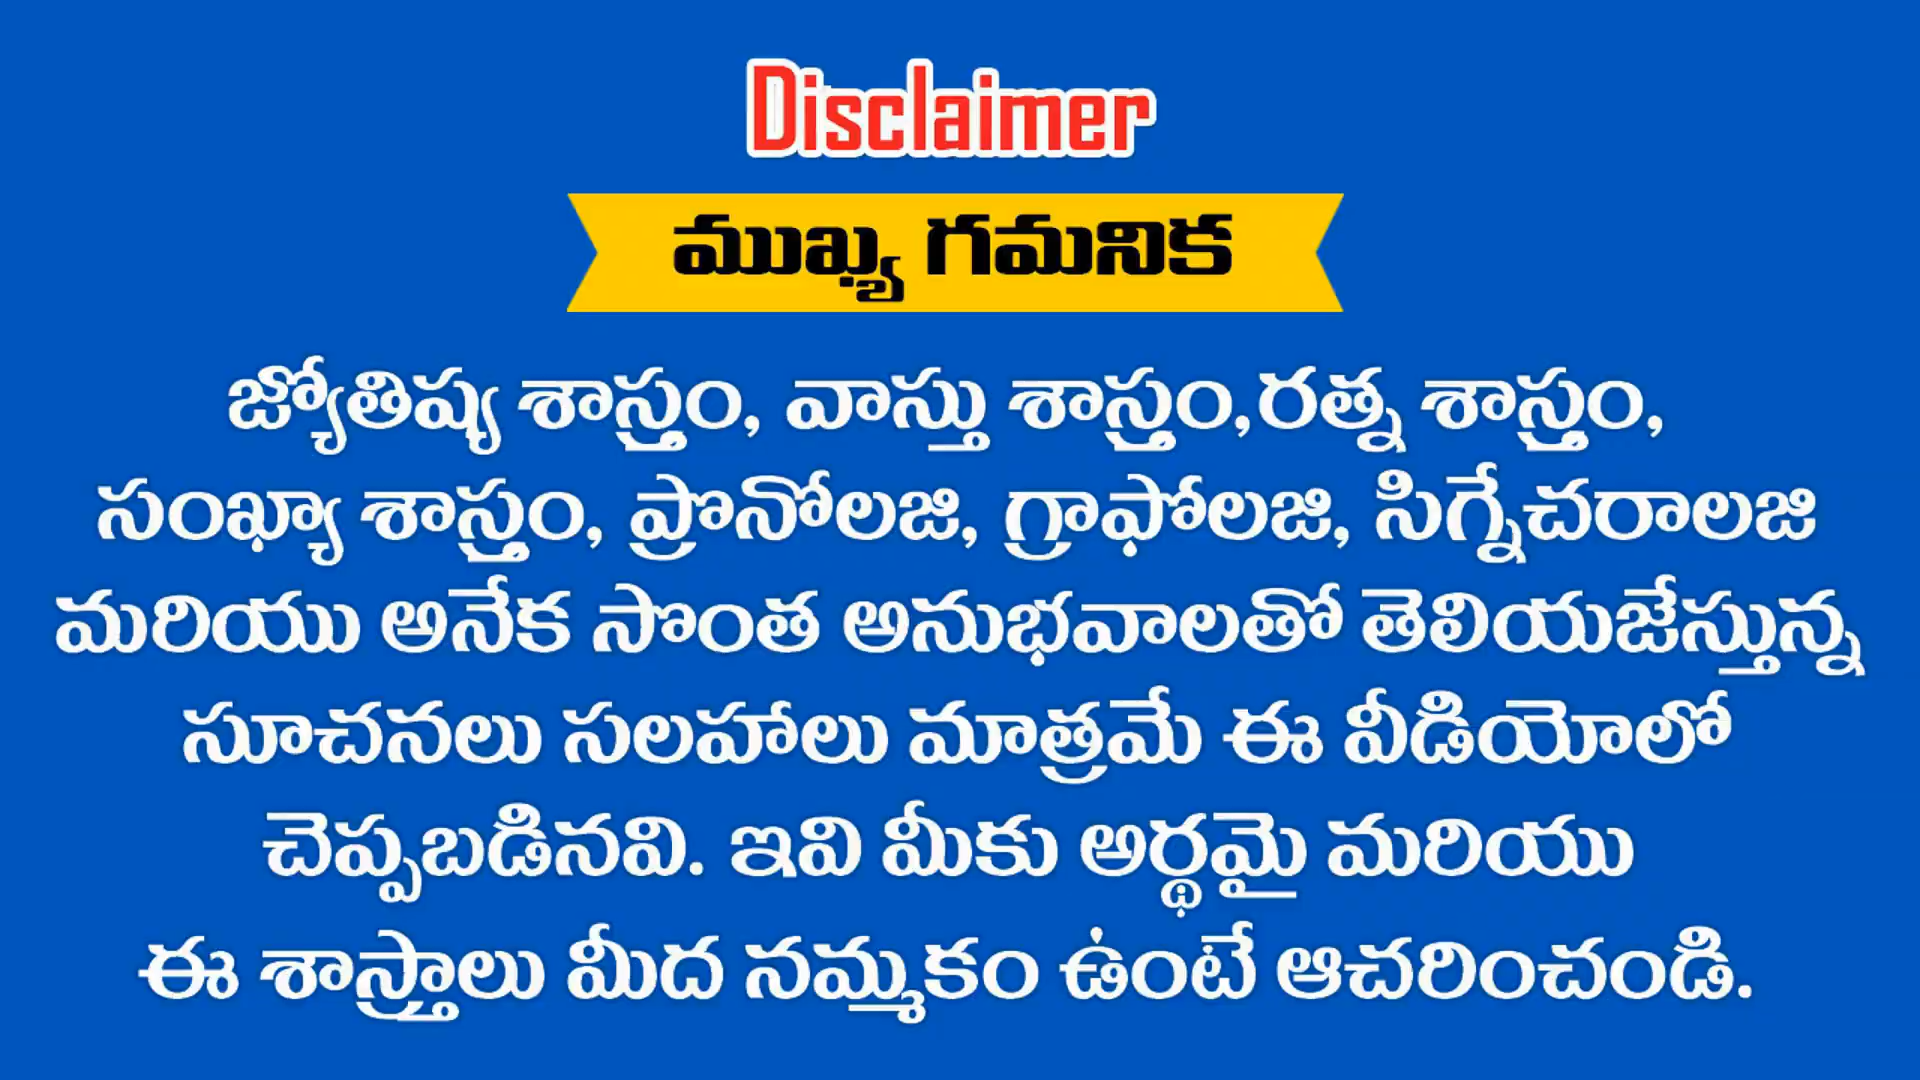 Disclaimer
ముఖ్య గమనిక
జ్యోతిష్య శాస్త్రం, వాస్తు శాస్త్రం,రత్న శాస్త్రం,
సంఖ్యా శాస్త్రం, ప్రొనోలజి, గ్రాఫోలజి, సిగ్నేచరాలజి
మరియు అనేక సొంత అనుభవాలతో తెలియజేస్తున్న
సూచనలు సలహాలు మాత్రమే ఈ వీడియోలో
చెప్పబడినవి. ఇవి మీకు అర్థమై మరియు
ఈ శాస్త్రాలు మీద నమ్మకం ఉంటే ఆచరించండి.